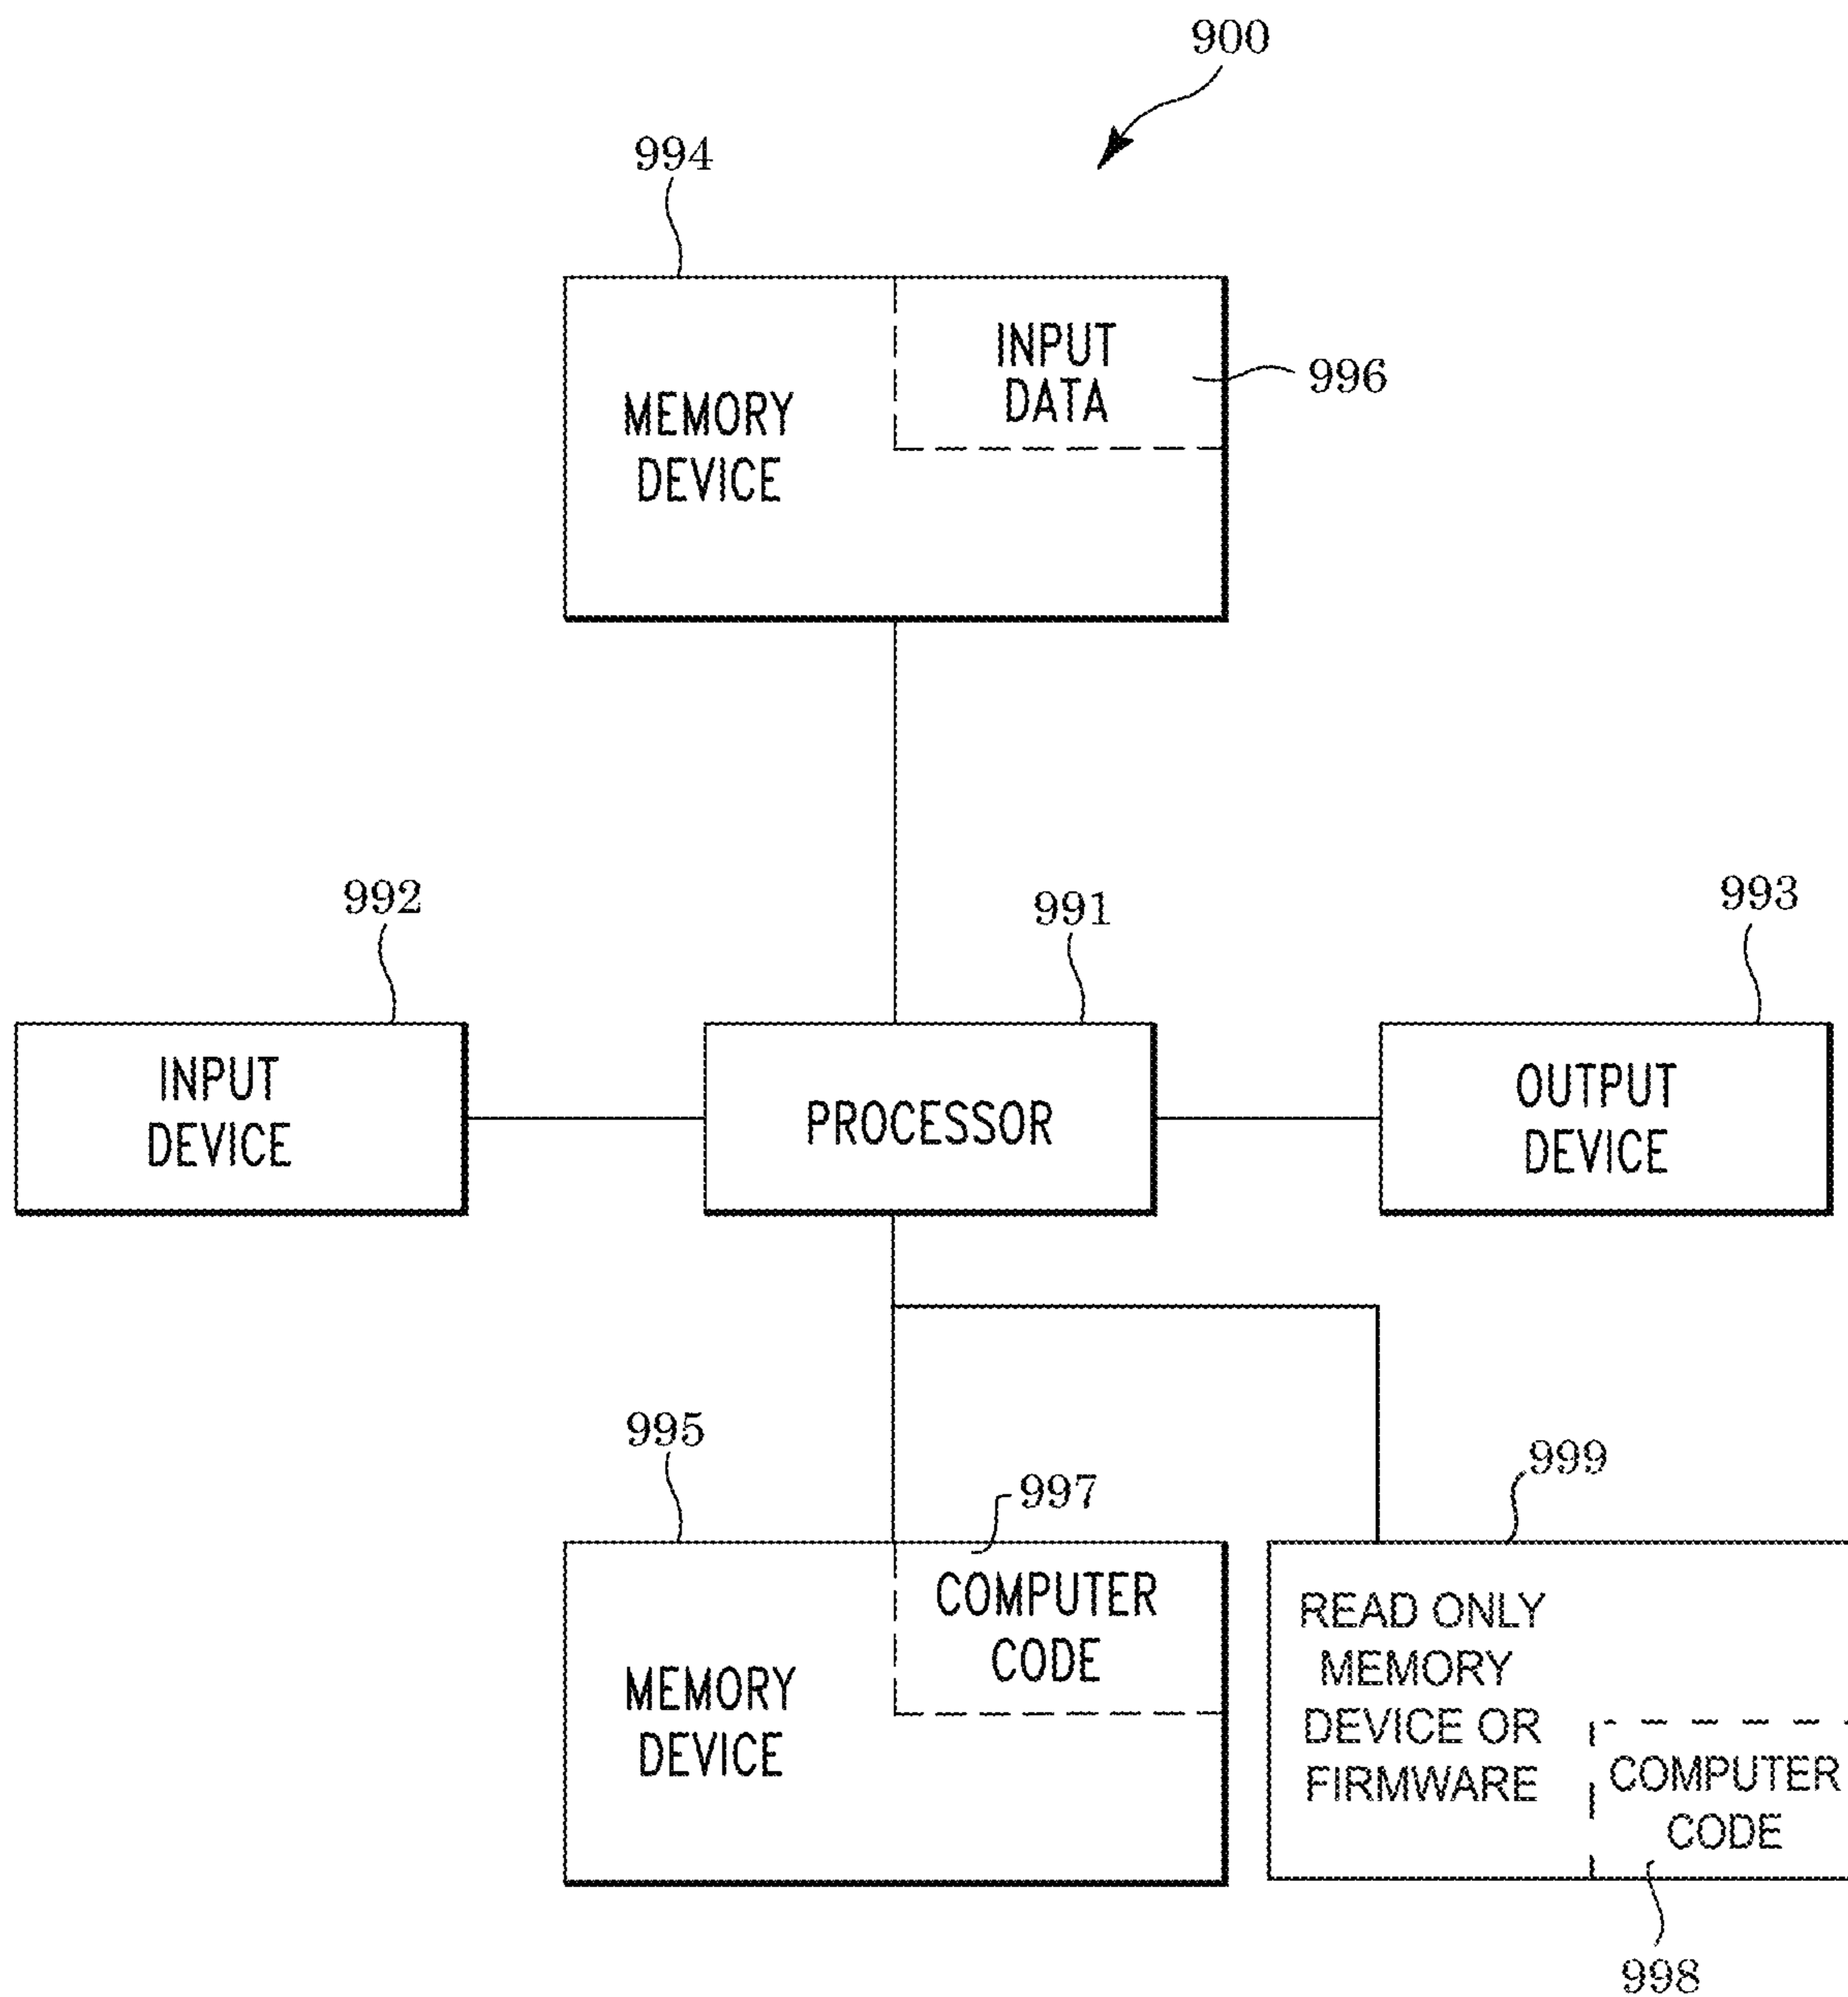 900
994
INPUT
DATA
996
MEMORY
DEVICE
992
991
993
INPUT
DEVICE
PROCESSOR
OUTPUT
DEVICE
995
997
999
COMPUTER
CODE
MEMORY
DEVICE
READ ONLY
MEMORY
DEVICE OR
FIRMWARE
COMPUTER
CODE
998